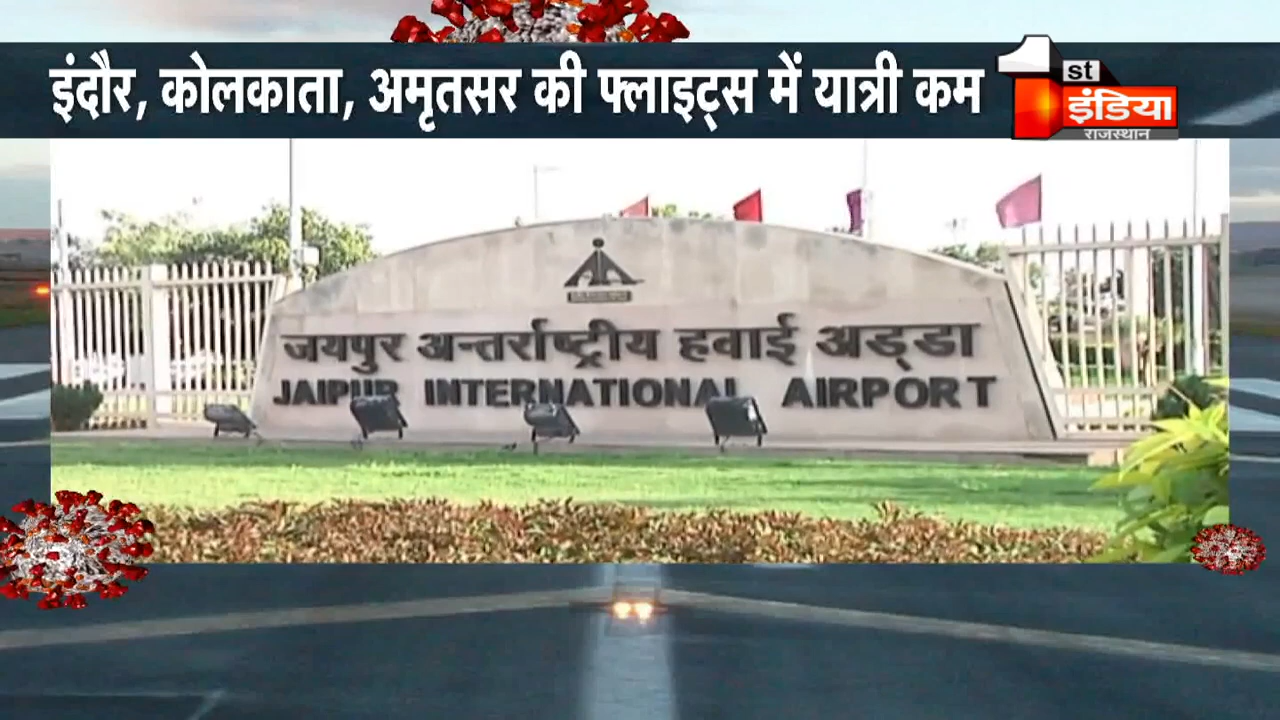 इंदौर, कोलकाता, अमृतसर की फ्लाइट्स में यात्री कम
1st
इंडिया
राजस्थान
जयपुर अन्तर्राष्ट्रीय हवाई अड्डा
JAIPUR INTERNATIONAL AIRPORT